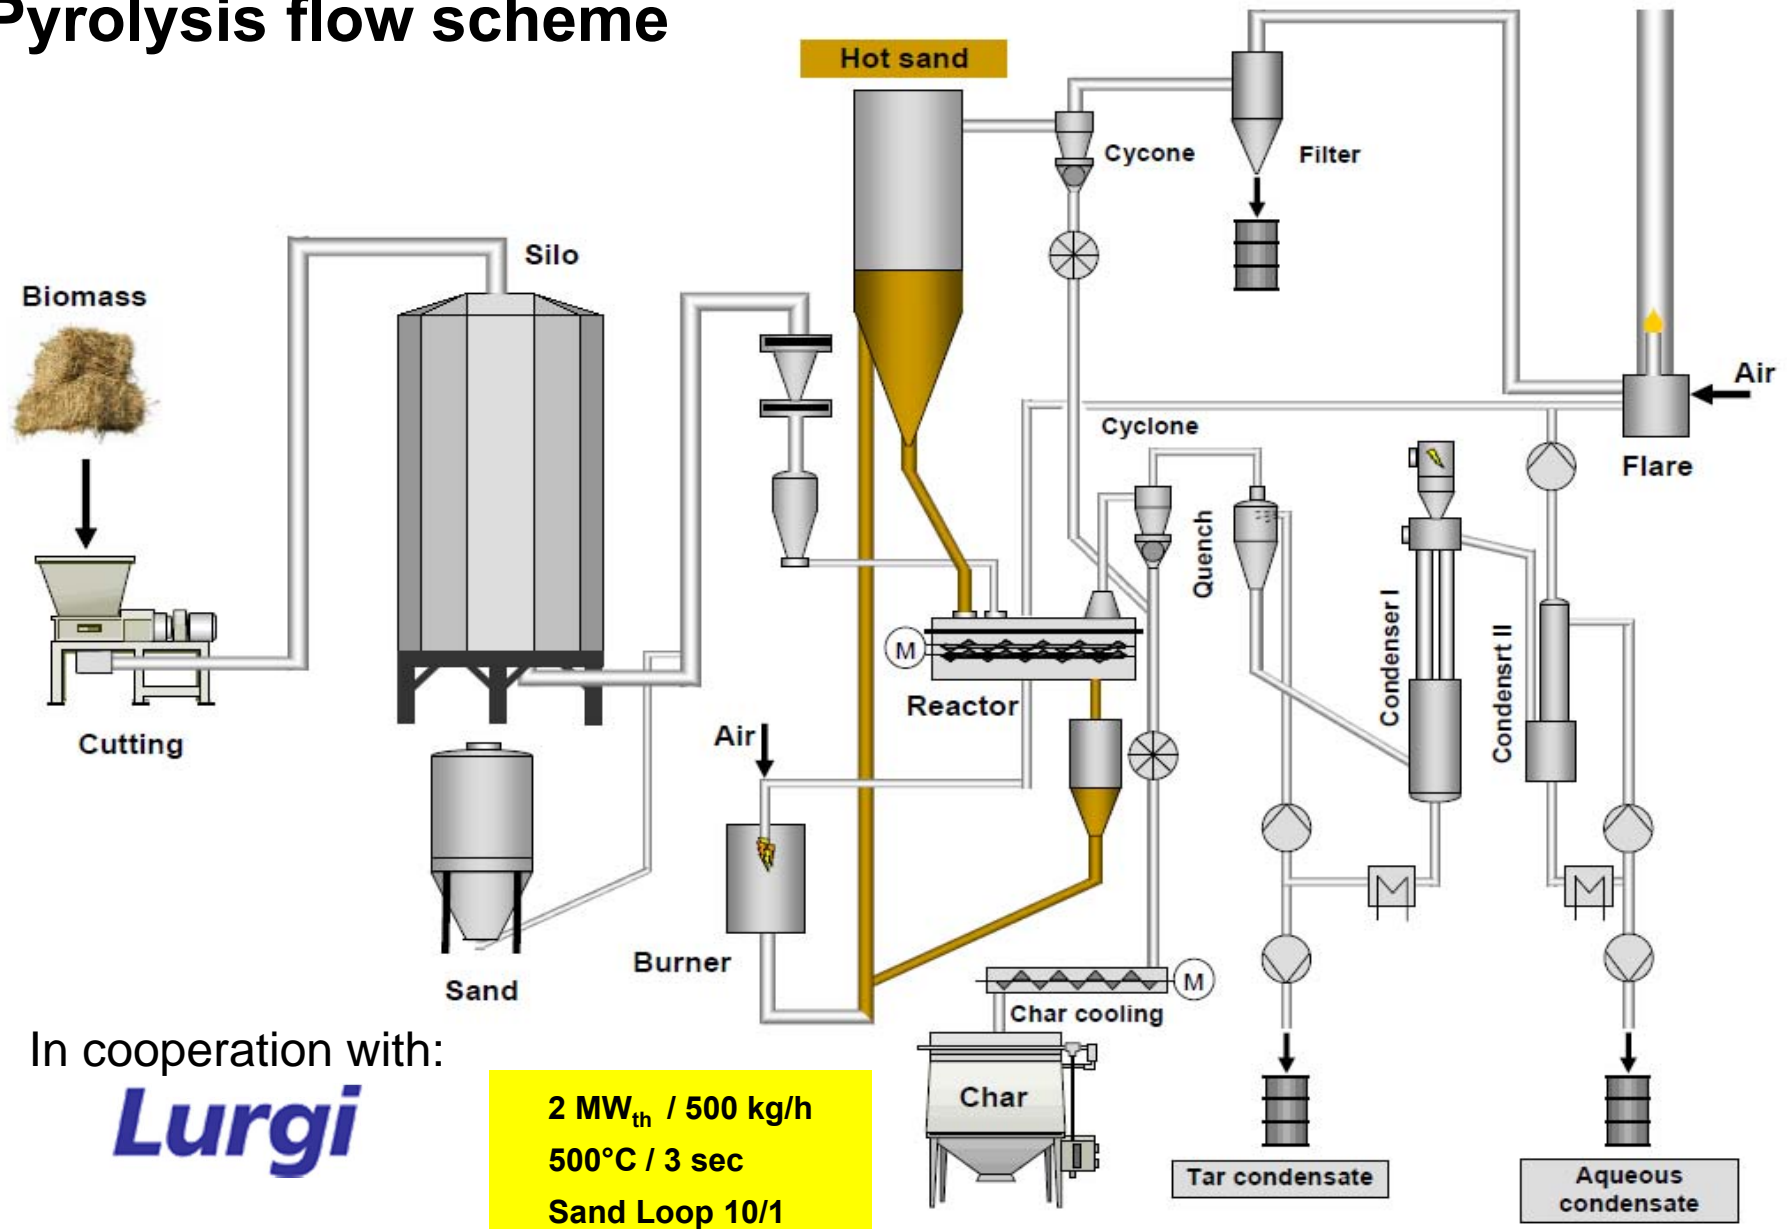 Pyrolysis flow scheme
Hot sand
Cycone
Filter
Silo
Biomass
Air
Cyclone
Flare
Quench
Condenser I
Condensrt II
M
Reactor
Air
Cutting
Burner
Sand
M
Char cooling
In cooperation with:
Lurgi
Char
2 MWth / 500 kg/h
500°C / 3 sec
Sand Loop 10/1
Tar condensate
Aqueous
condensate